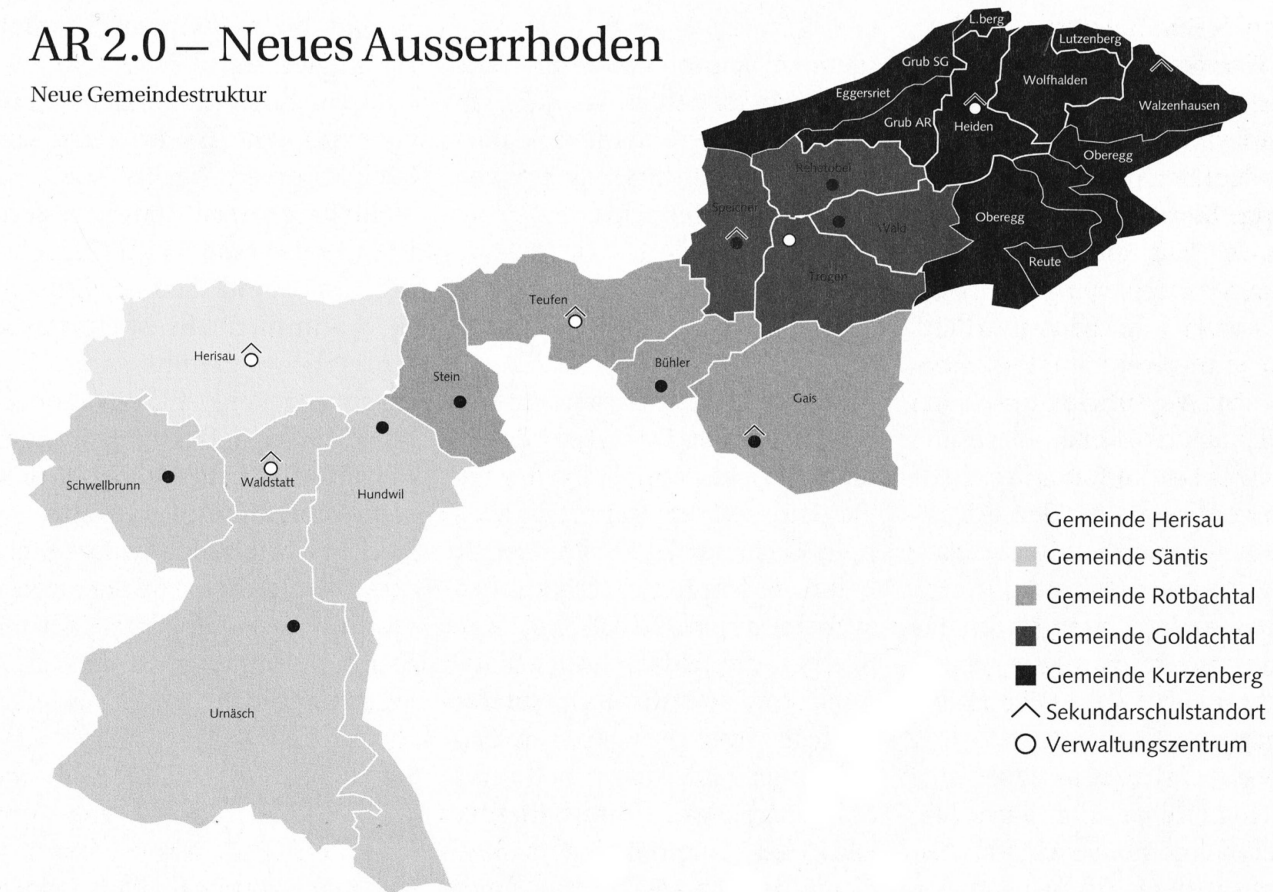 AR 2.0 – Neues Ausserrhoden
Neue Gemeindestruktur
L.berg
Lutzenberg
Grub SG
Wolfhalden
Eggersriet
Walzenhausen
Grub AR
Heiden
Oberegg
Rehetobel
Speicher
Oberegg
Wald
Reute
Trogen
Teufen
Herisau
Bühler
Stein
Gais
Schwellbrunn
Waldstatt
Hundwil
Urnäsch
Gemeinde Herisau
Gemeinde Säntis
Gemeinde Rotbachtal
Gemeinde Goldachtal
Gemeinde Kurzenberg
Sekundarschulstandort
Verwaltungszentrum